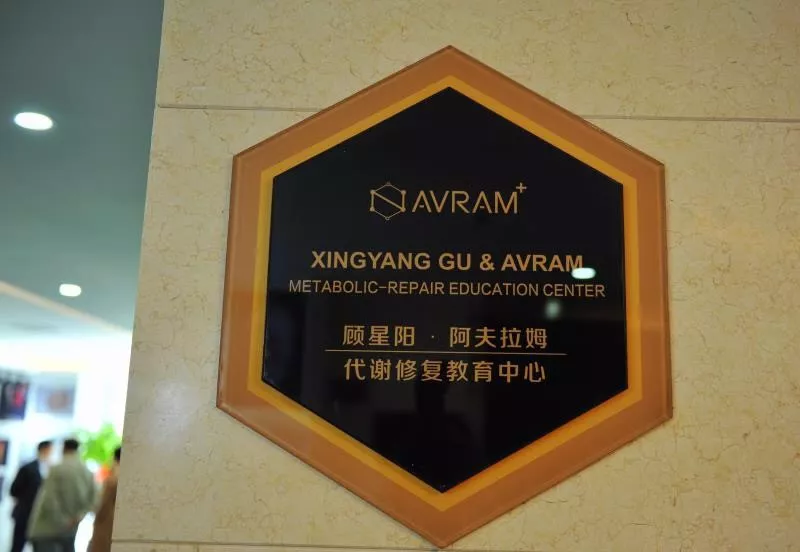 AVRAM+
XINGYANG GU & AVRAM
METABOLIC-REPAIR EDUCATION CENTER
顾星阳 · 阿夫拉姆
代谢修复教育中心